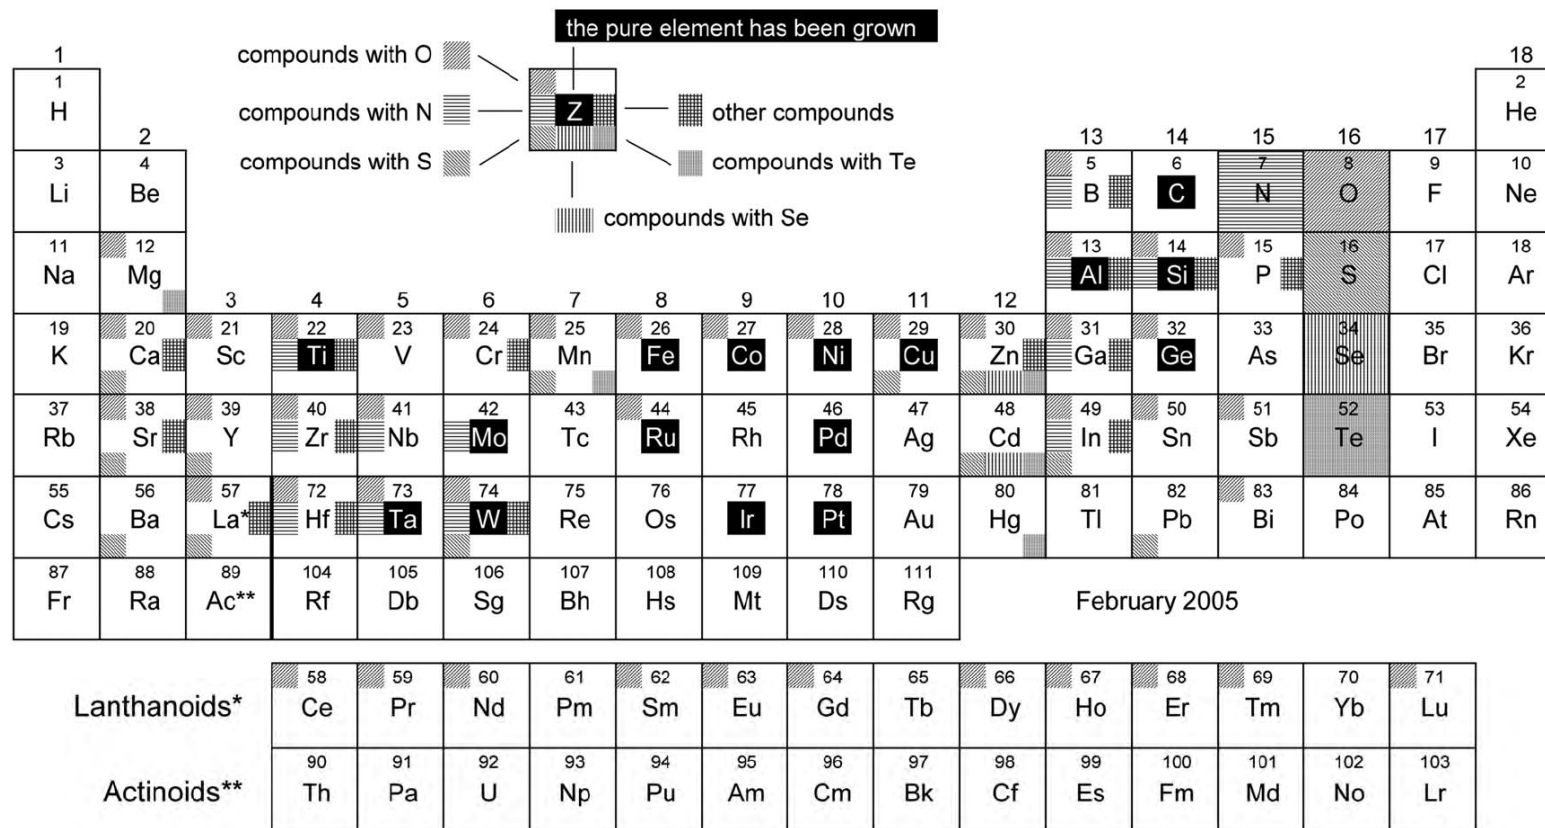 the pure element has been grown
1 compounds with O 18
1 2
H Z He
compounds with N other compounds
2 13 14 15 16 17
compounds with S compounds with Te
3 4 5 6 7 8 9 10
Li Be B C N O F Ne
compounds with Se
11 12 13 14 15 16 17 18
Na Mg Al Si P S Cl Ar
3 4 5 6 7 8 9 10 11 12
19 20 21 22 23 24 25 26 27 28 29 30 31 32 33 34 35 36
K Ca Sc Ti V Cr Mn Fe Co Ni Cu Zn Ga Ge As Se Br Kr
37 38 39 40 41 42 43 44 45 46 47 48 49 50 51 52 53 54
Rb Sr Y Zr Nb Mo Tc Ru Rh Pd Ag Cd In Sn Sb Te I Xe
55 56 57 72 73 74 75 76 77 78 79 80 81 82 83 84 85 86
Cs Ba La* Hf Ta W Re Os Ir Pt Au Hg Tl Pb Bi Po At Rn
87 88 89 104 105 106 107 108 109 110 111
Fr Ra Ac** Rf Db Sg Bh Hs Mt Ds Rg February 2005
58 59 60 61 62 63 64 65 66 67 68 69 70 71
Lanthanoids* Ce Pr Nd Pm Sm Eu Gd Tb Dy Ho Er Tm Yb Lu
90 91 92 93 94 95 96 97 98 99 100 101 102 103
Actinoids** Th Pa U Np Pu Am Cm Bk Cf Es Fm Md No Lr